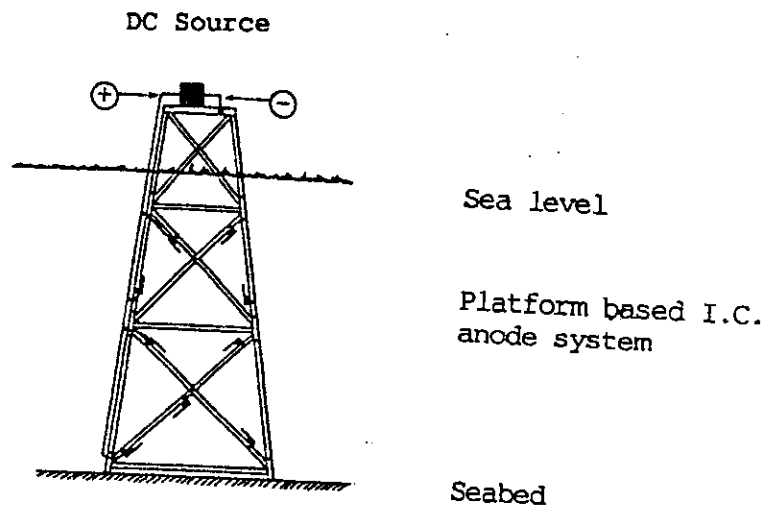 DC Source
+
-
Sea level
Platform based I.C.
anode system
Seabed